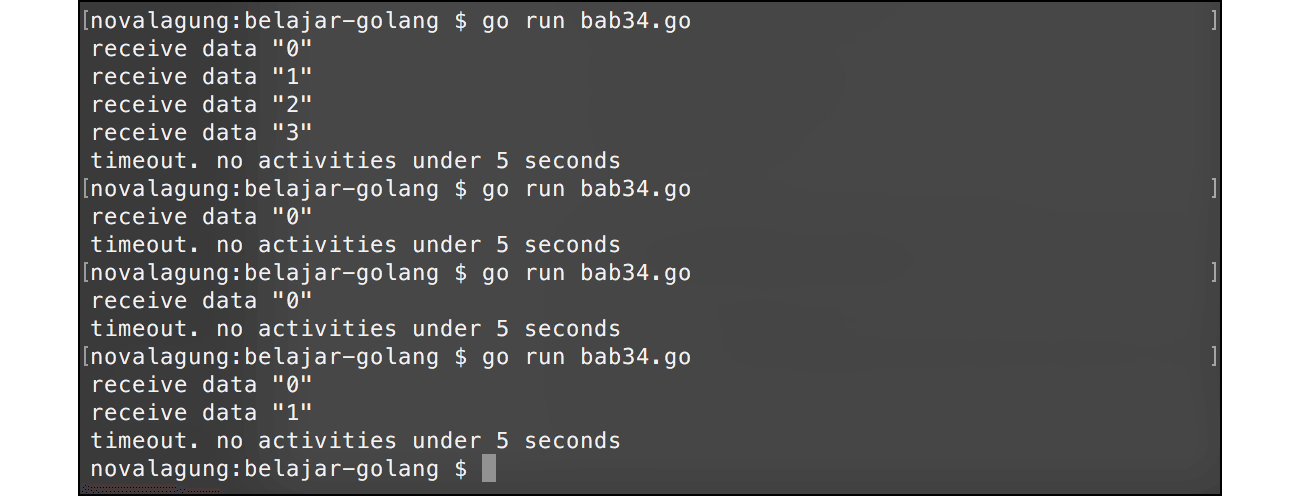 [novalagung:belajar-golang $ go run bab34.go ]
receive data "0"
receive data "1"
receive data "2"
receive data "3"
timeout. no activities under 5 seconds
[novalagung:belajar-golang $ go run bab34.go ]
receive data "0"
timeout. no activities under 5 seconds
[novalagung:belajar-golang $ go run bab34.go ]
receive data "0"
timeout. no activities under 5 seconds
[novalagung:belajar-golang $ go run bab34.go ]
receive data "0"
receive data "1"
timeout. no activities under 5 seconds
novalagung:belajar-golang $